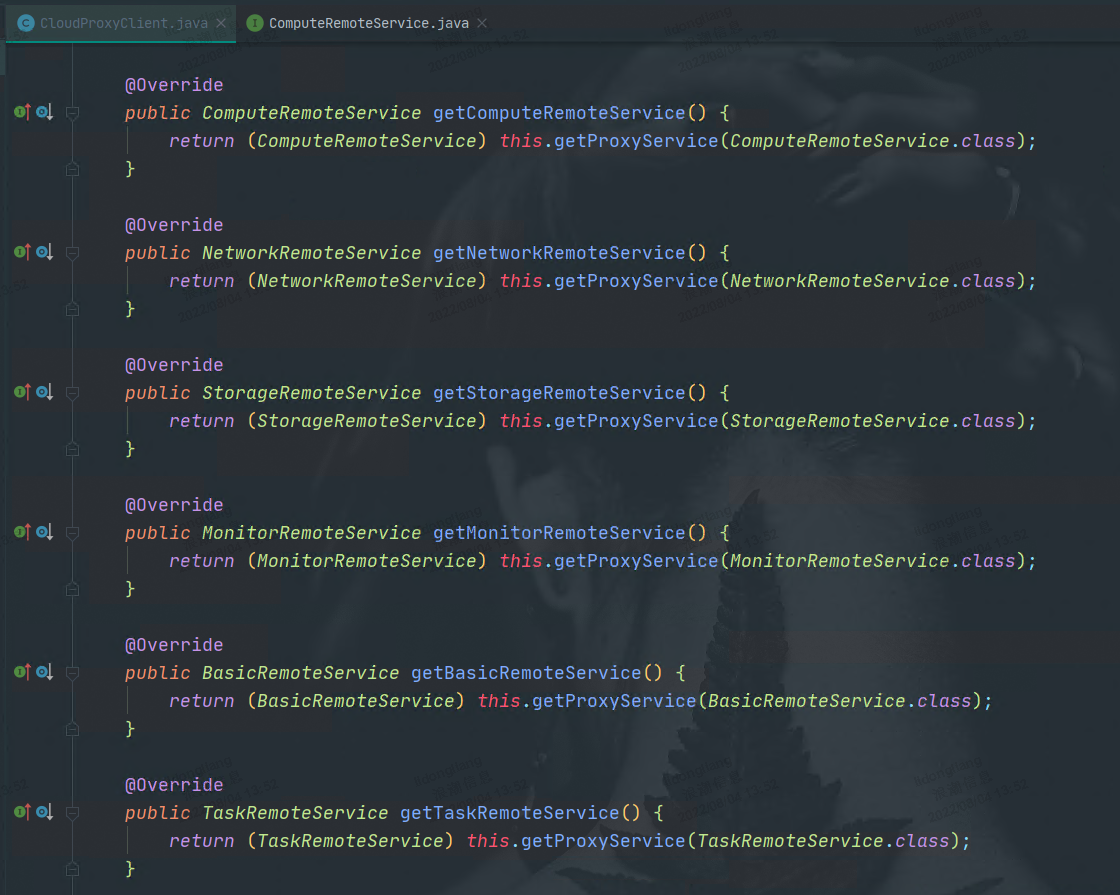 CloudProxyClient.java
ComputeRemoteService.java
@Override
public ComputeRemoteService getComputeRemoteService() {
return (ComputeRemoteService) this.getProxyService(ComputeRemoteService.class);
}
@Override
public NetworkRemoteService getNetworkRemoteService() {
return (NetworkRemoteService) this.getProxyService(NetworkRemoteService.class);
}
@Override
public StorageRemoteService getStorageRemoteService() {
return (StorageRemoteService) this.getProxyService(StorageRemoteService.class);
}
@Override
public MonitorRemoteService getMonitorRemoteService() {
return (MonitorRemoteService) this.getProxyService(MonitorRemoteService.class);
}
@Override
public BasicRemoteService getBasicRemoteService() {
return (BasicRemoteService) this.getProxyService(BasicRemoteService.class);
}
@Override
public TaskRemoteService getTaskRemoteService() {
return (TaskRemoteService) this.getProxyService(TaskRemoteService.class);
}